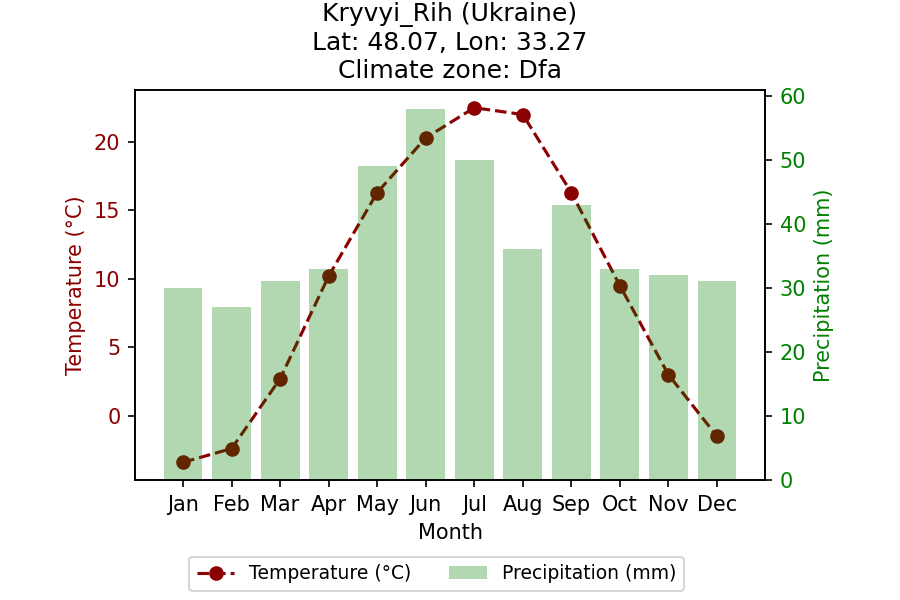 Kryvyi_Rih (Ukraine)
Lat: 48.07, Lon: 33.27
Climate zone: Dfa
20
15
10
5
0
Temperature (°C)
60
50
40
30
20
10
0
Precipitation (mm)
Jan Feb Mar Apr May Jun Jul Aug Sep Oct Nov Dec
Month
Temperature (°C) Precipitation (mm)